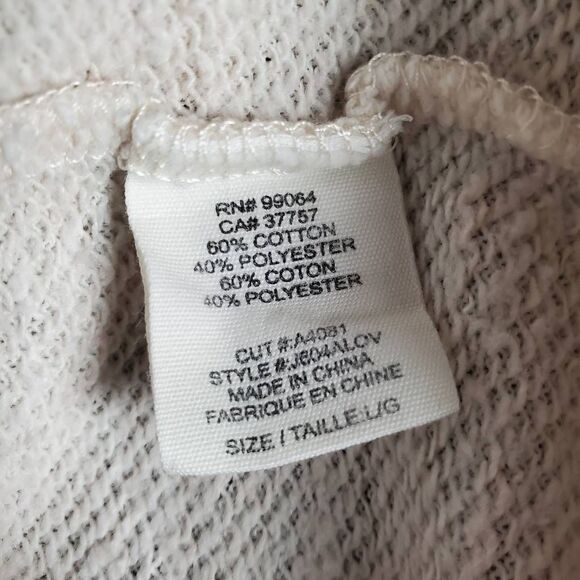 RN# 99064
CA# 37757
60% COTTON
40% POLYESTER
60% COTON
40% POLYESTER
CUT #:A4081
STYLE #:J604ALOV
MADE IN CHINA
FABRIQUE EN CHINE
SIZE / TAILLE:L/G